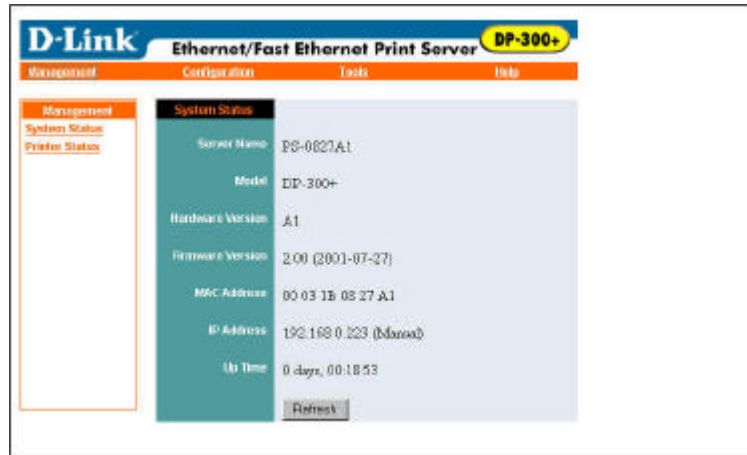 D-Link
Ethernet/Fast Ethernet Print Server DP-300+
Management Configuration Tools Help
Management
System Status
Printer Status
System Status
Server Name PS-0827A1
Model DP-300+
Hardware Version A1
Firmware Version 2.00 (2001-07-27)
MAC Address 00 03 1B 08 27 A1
IP Address 192.168.0.223 (Manual)
Up Time 0 days, 00:18:53
Refresh